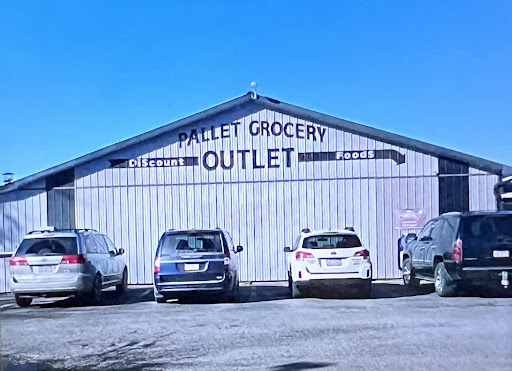 PALLET GROCERY
Discount OUTLET FOODS